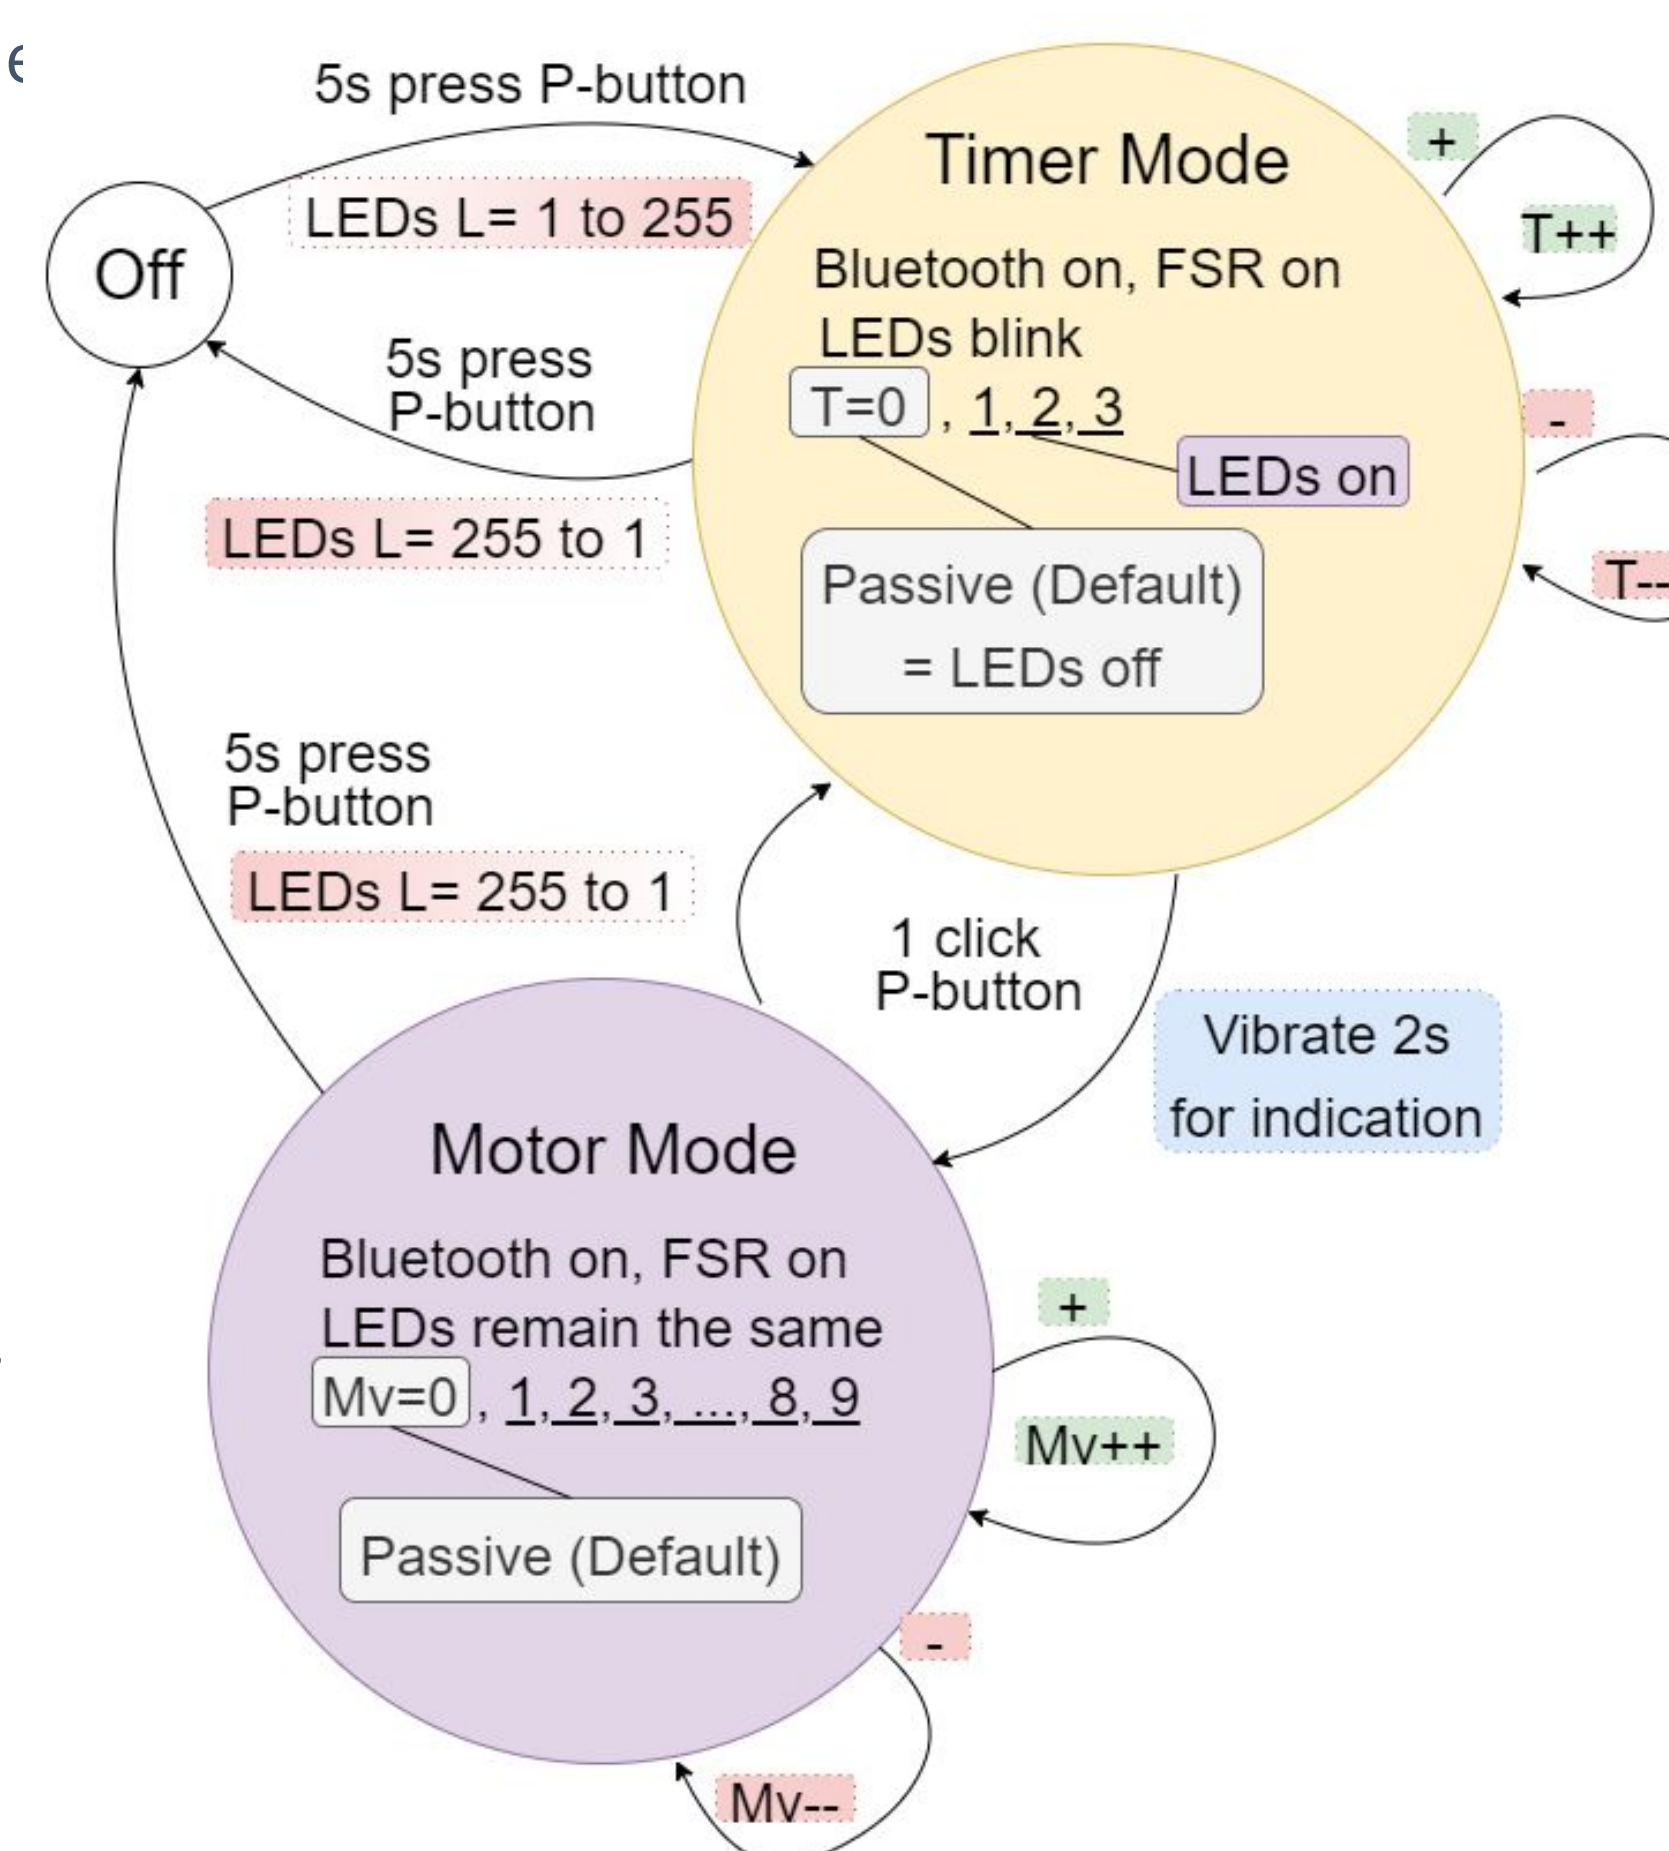 5s press P-button
LEDs L= 1 to 255
Off
5s press
P-button
LEDs L= 255 to 1
Timer Mode
Bluetooth on, FSR on
LEDs blink
T=0 , 1, 2, 3
LEDs on
Passive (Default)
= LEDs off
+
T++
-
T--
5s press
P-button
LEDs L= 255 to 1
1 click
P-button
Vibrate 2s
for indication
Motor Mode
Bluetooth on, FSR on
LEDs remain the same
Mv=0 , 1, 2, 3, ..., 8, 9
Passive (Default)
+
Mv++
-
Mv--